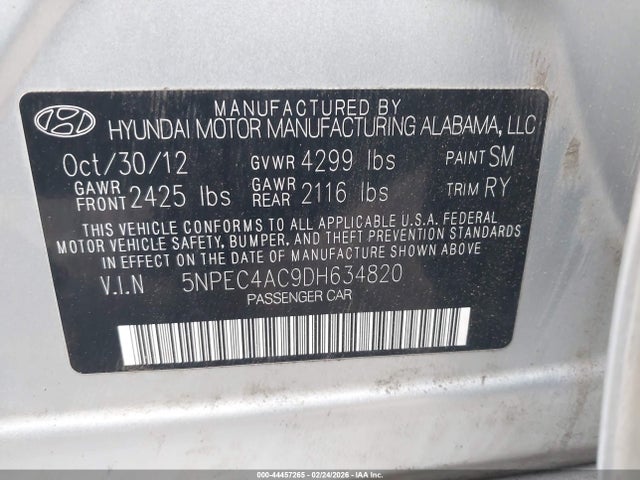 MANUFACTURED BY
HYUNDAI MOTOR MANUFACTURING ALABAMA, LLC
Oct/30/12 GVWR 4299 lbs PAINT SM
GAWR FRONT 2425 lbs GAWR REAR 2116 lbs TRIM RY
THIS VEHICLE CONFORMS TO ALL APPLICABLE U.S.A. FEDERAL
MOTOR VEHICLE SAFETY, BUMPER, AND THEFT PREVENTION
STANDARDS IN EFFECT ON THE DATE OF MANUFACTURE SHOWN ABOVE
V.I.N 5NPEC4AC9DH634820
PASSENGER CAR
000-44457265 - 02/24/2026 - IAA Inc.